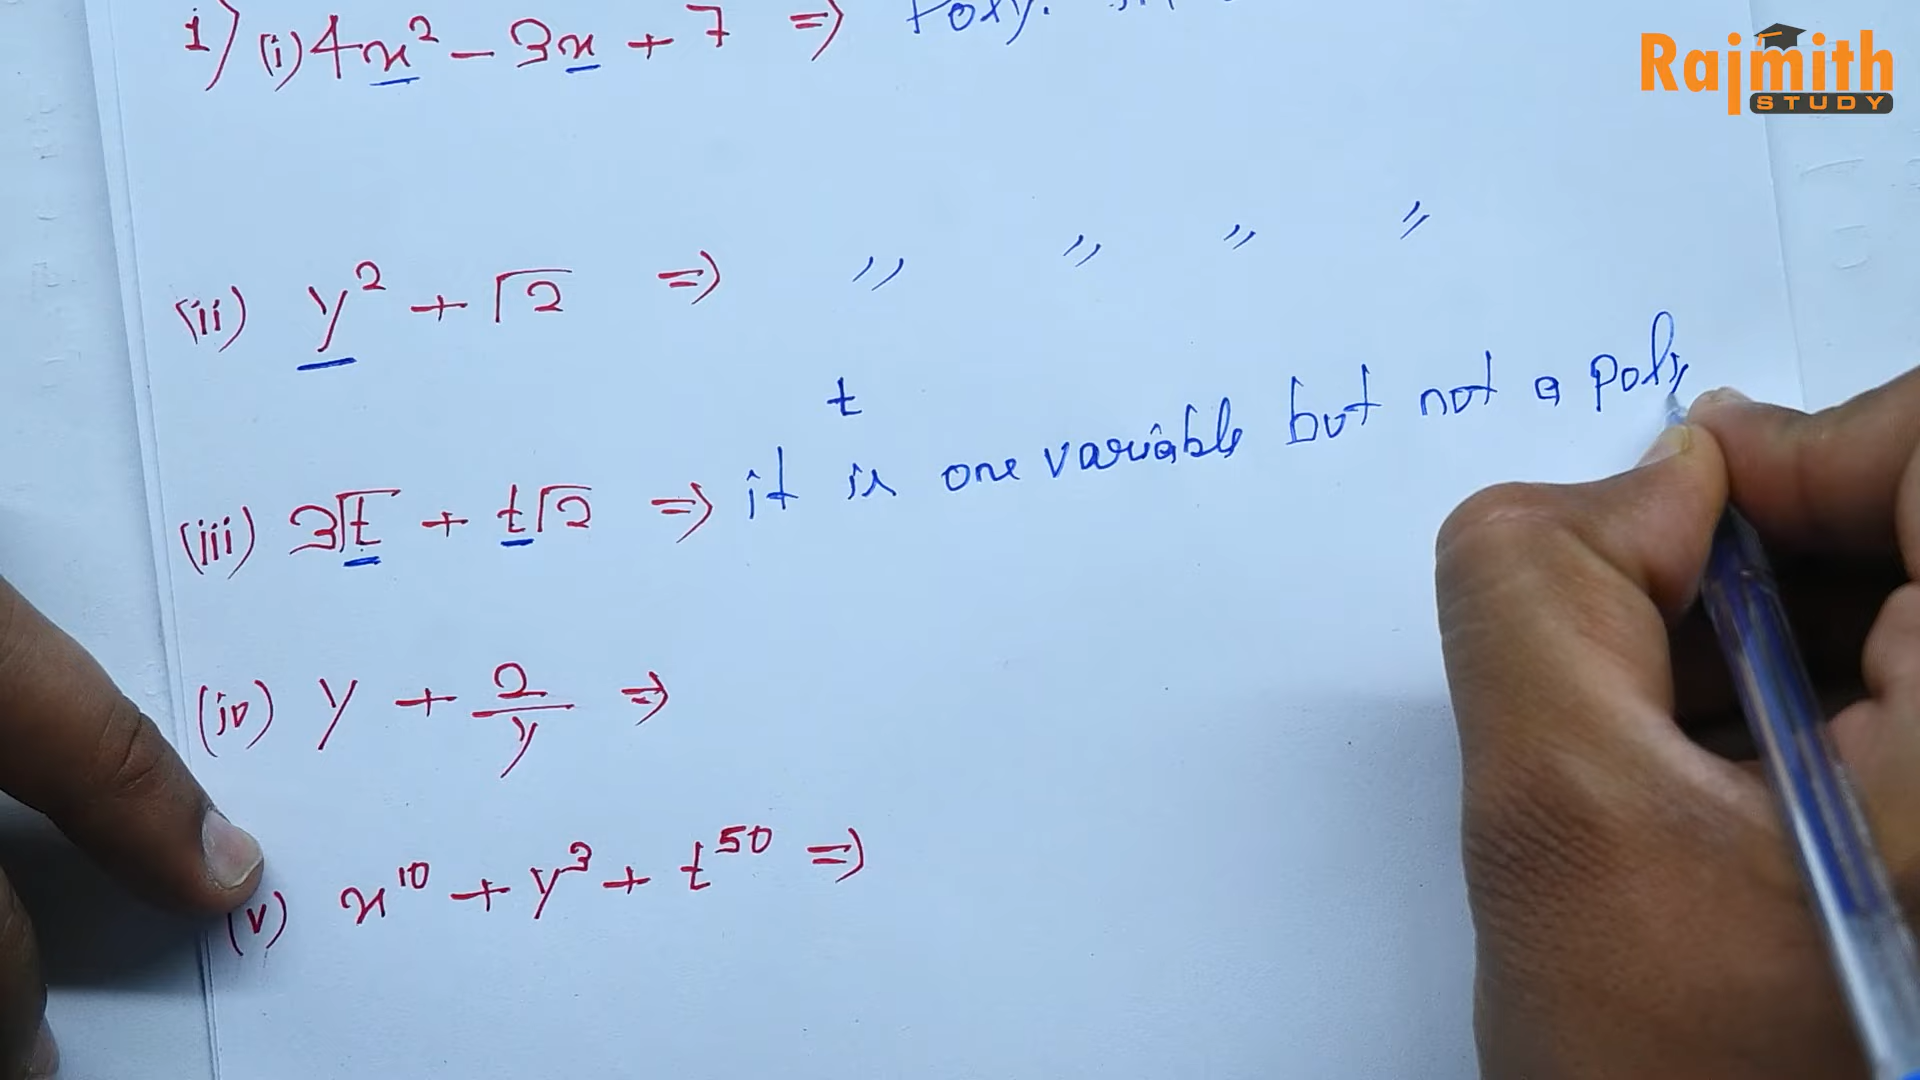 Rajmith
STUDY
1) (i) 4x² - 3x + 7 ⇒ Poly.
(ii) y² + √2 ⇒ " " " "
t
(iii) 3√t + t√2 ⇒ it is one variable but not a poly
(iv) y + 2/y ⇒
(v) x¹⁰ + y³ + t⁵⁰ ⇒